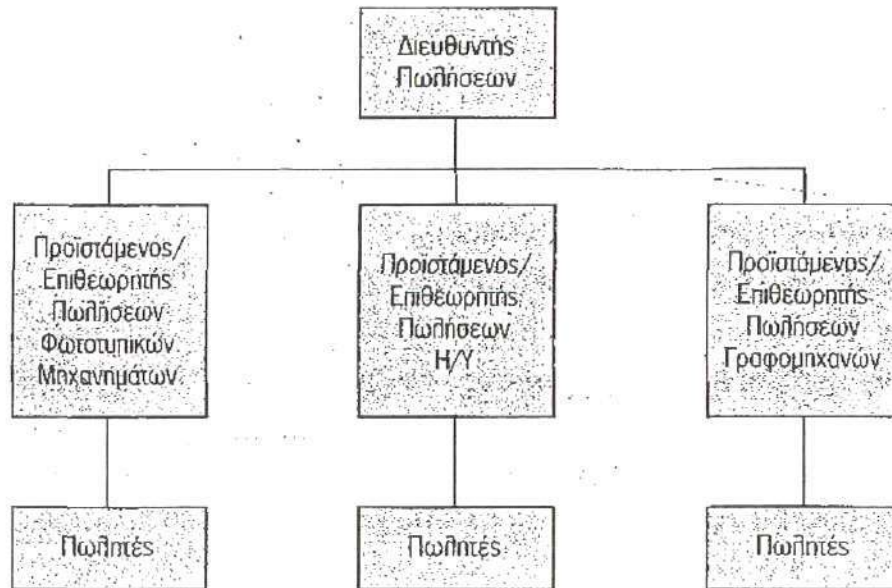 Διευθυντής
Πωλήσεων
Προϊστάμενος/
Επιθεωρητής
Πωλήσεων
Φωτοτυπικών
Μηχανημάτων
Προϊστάμενος/
Επιθεωρητής
Πωλήσεων
Η/Υ
Προϊστάμενος/
Επιθεωρητής
Πωλήσεων
Γραφομηχανών
Πωλητές
Πωλητές
Πωλητές